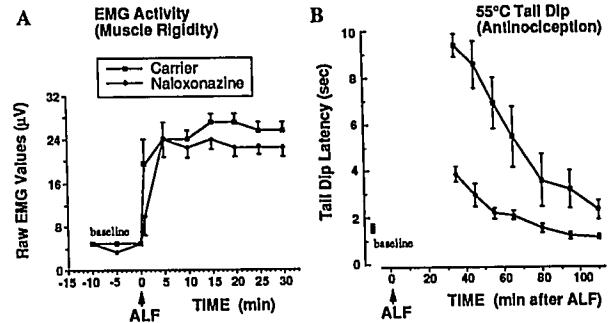 A
EMG Activity
(Muscle Rigidity)
Carrier
Naloxonazine
Raw EMG Values (µV)
32
24
16
8
0
baseline
-15 -10 -5 0 5 10 15 20 25 30
ALF
TIME (min)
B
55°C Tail Dip
(Antinociception)
Tail Dip Latency (sec)
10
8
6
4
2
0
baseline
0 20 40 60 80 100
ALF
TIME (min after ALF)